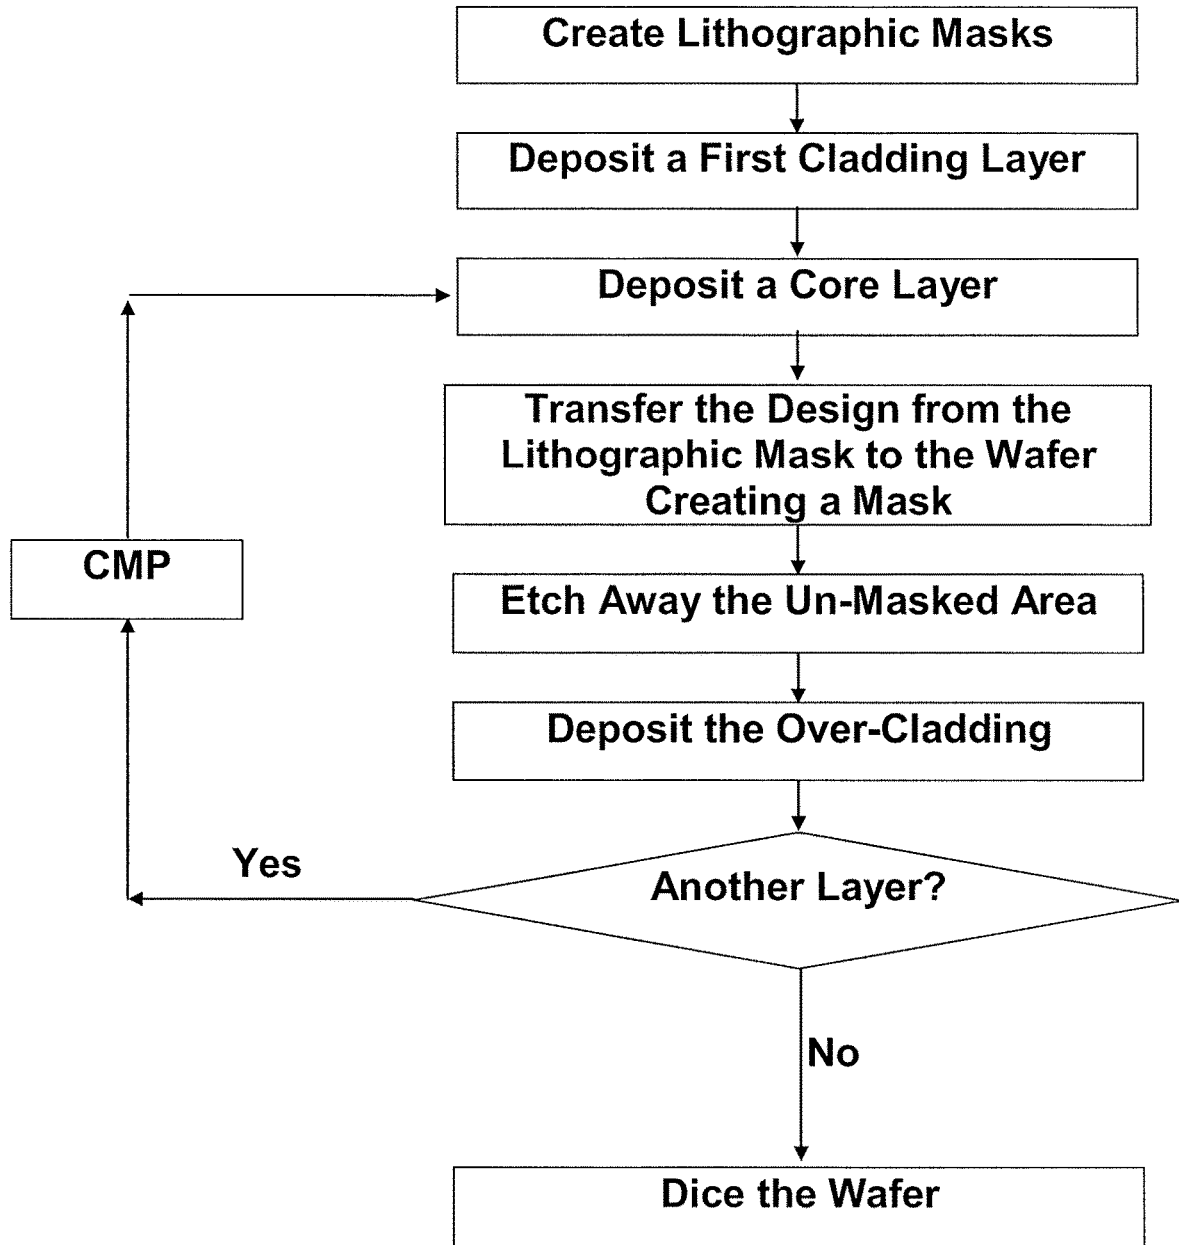 Create Lithographic Masks
Deposit a First Cladding Layer
Deposit a Core Layer
Transfer the Design from the
Lithographic Mask to the Wafer
Creating a Mask
CMP
Etch Away the Un-Masked Area
Deposit the Over-Cladding
Yes
Another Layer?
No
Dice the Wafer